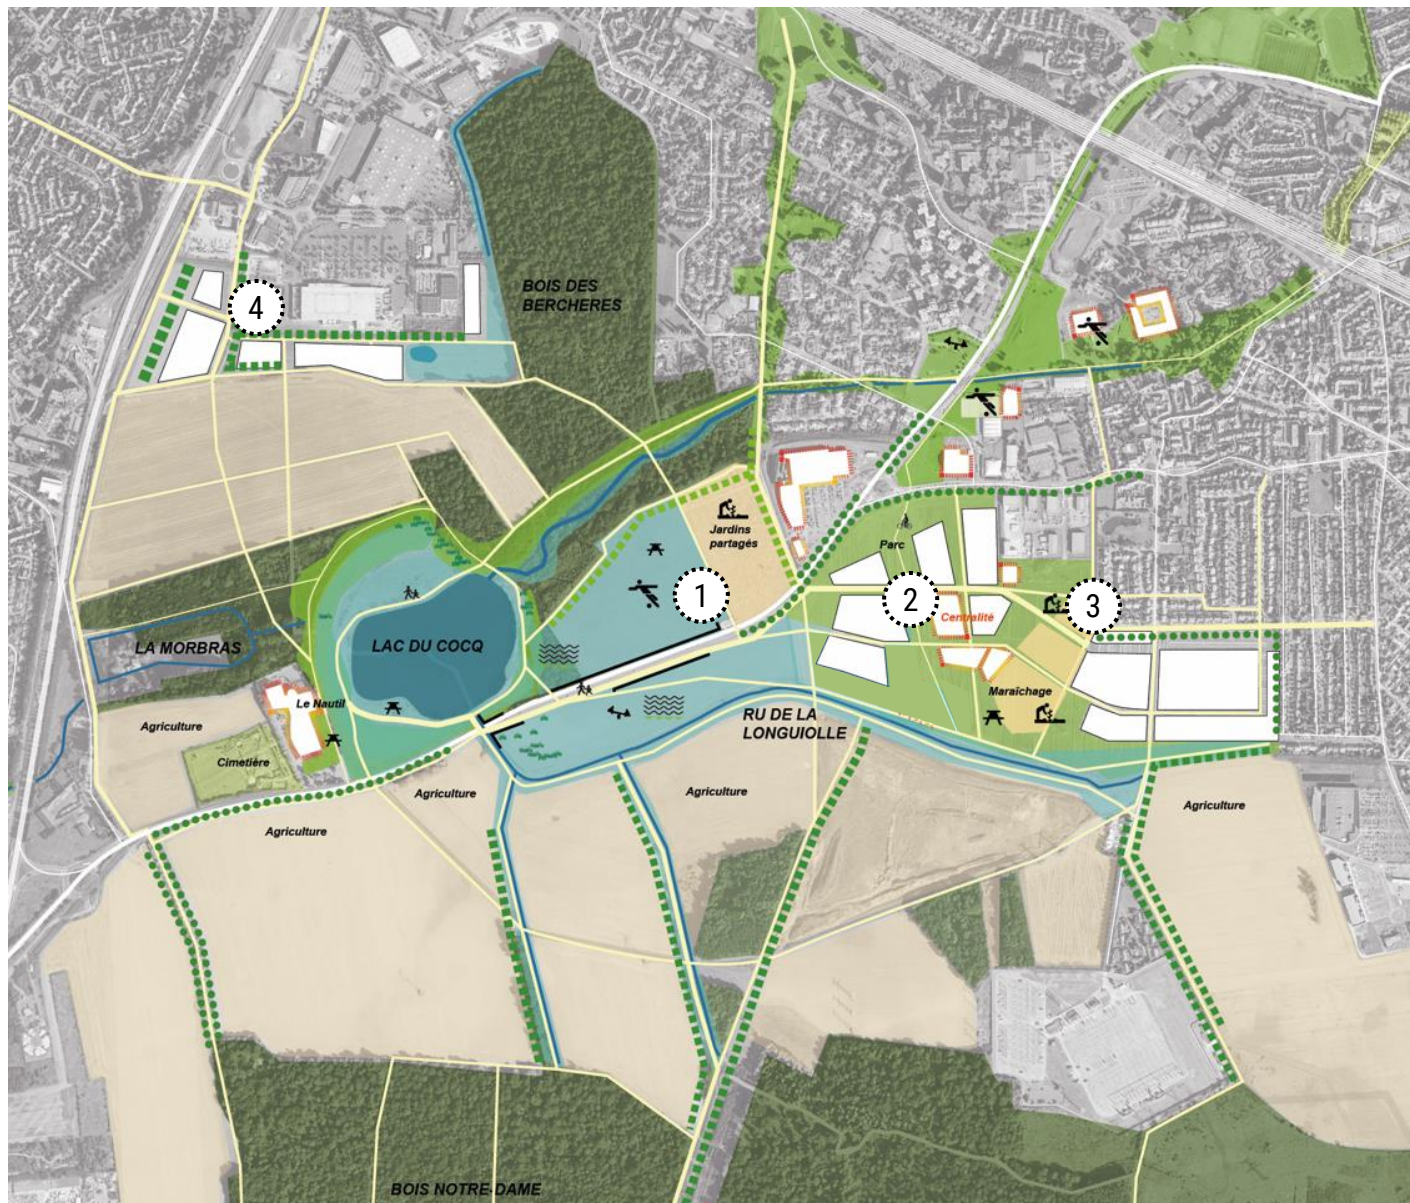 BOIS DES
BERCHERES
4
Jardins
partagés
Parc
1
2
3
Centralité
LA MORBRAS
LAC DU COCQ
Maraîchage
Le Nautil
Agriculture
RU DE LA
LONGUIOLLE
Cimetière
Agriculture
Agriculture
Agriculture
Agriculture
BOIS NOTRE-DAME